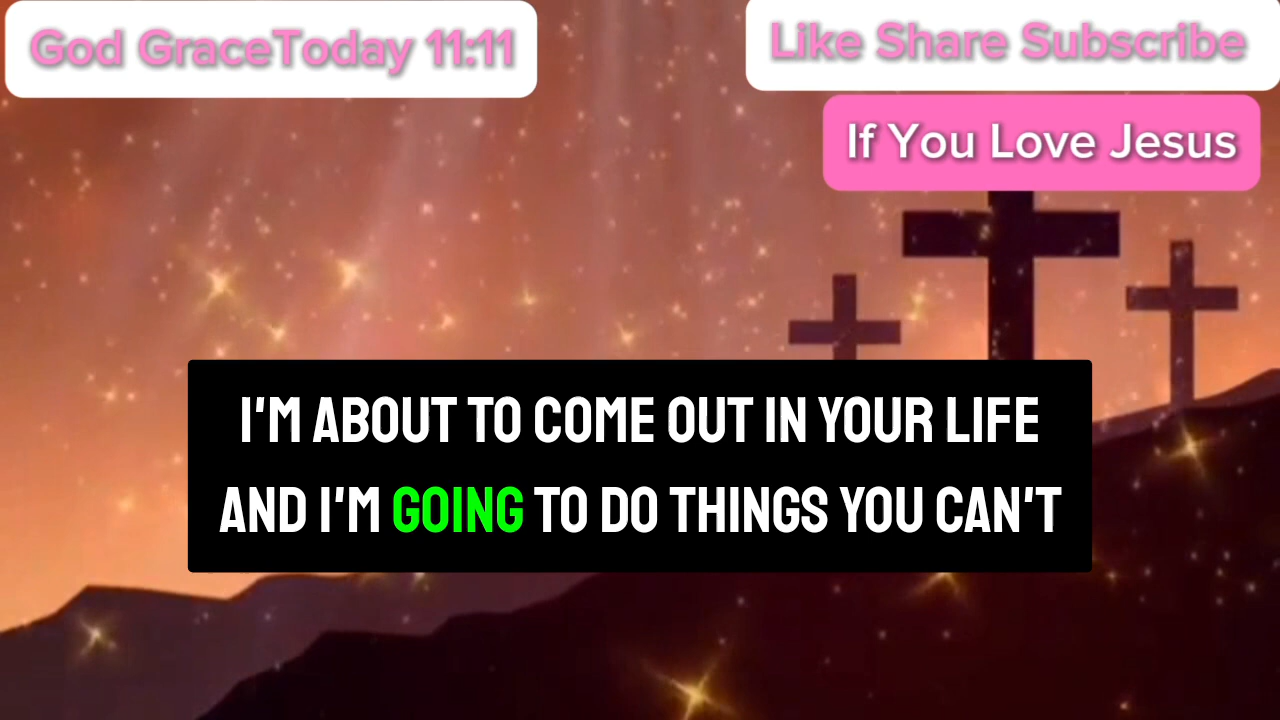 God GraceToday 11:11
Like Share Subscribe
If You Love Jesus
I'M ABOUT TO COME OUT IN YOUR LIFE
AND I'M GOING TO DO THINGS YOU CAN'T